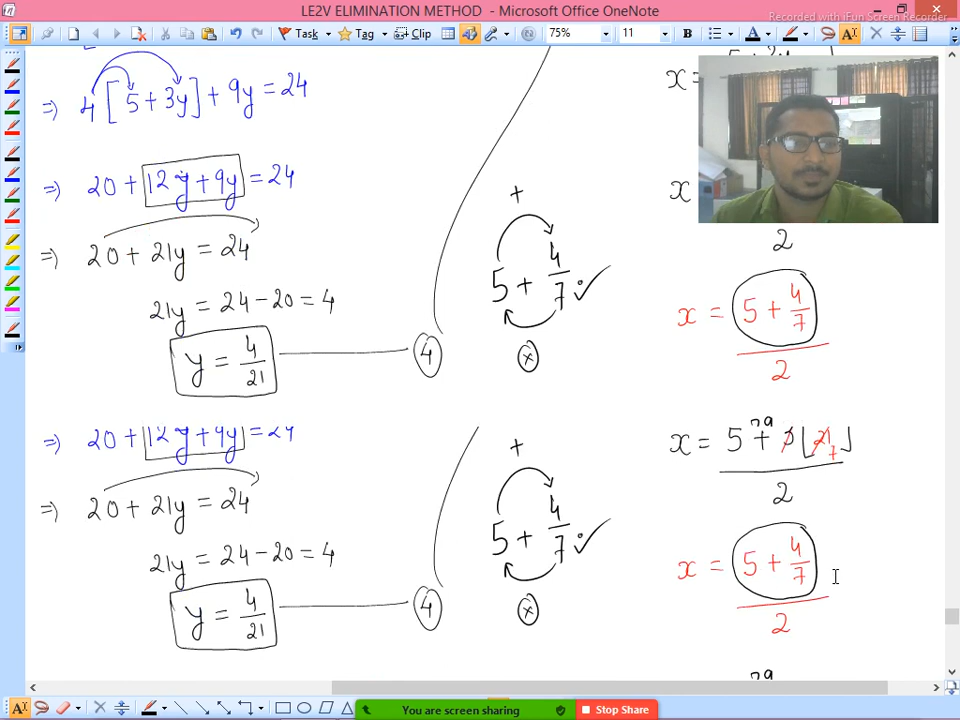 LE2V ELIMINATION METHOD - Microsoft Office OneNote
Recorded with iFun Screen Recorder
Task Tag Clip 75% 11 B
⇒) 4 [5 + 3y] + 9y = 24
⇒) 20 + 12y + 9y = 24
⇒) 20 + 21y = 24
21y = 24 - 20 = 4
y = 4/21 ④
+
5 + 4/7 ✓
ⓧ
x =
x
2
x = (5 + 4/7)/2
⇒) 20 + 12y + 9y = 24
⇒) 20 + 21y = 24
21y = 24 - 20 = 4
y = 4/21 ④
+
5 + 4/7 ✓
ⓧ
2
x = (5 + 4/7)/2
You are screen sharing Stop Share